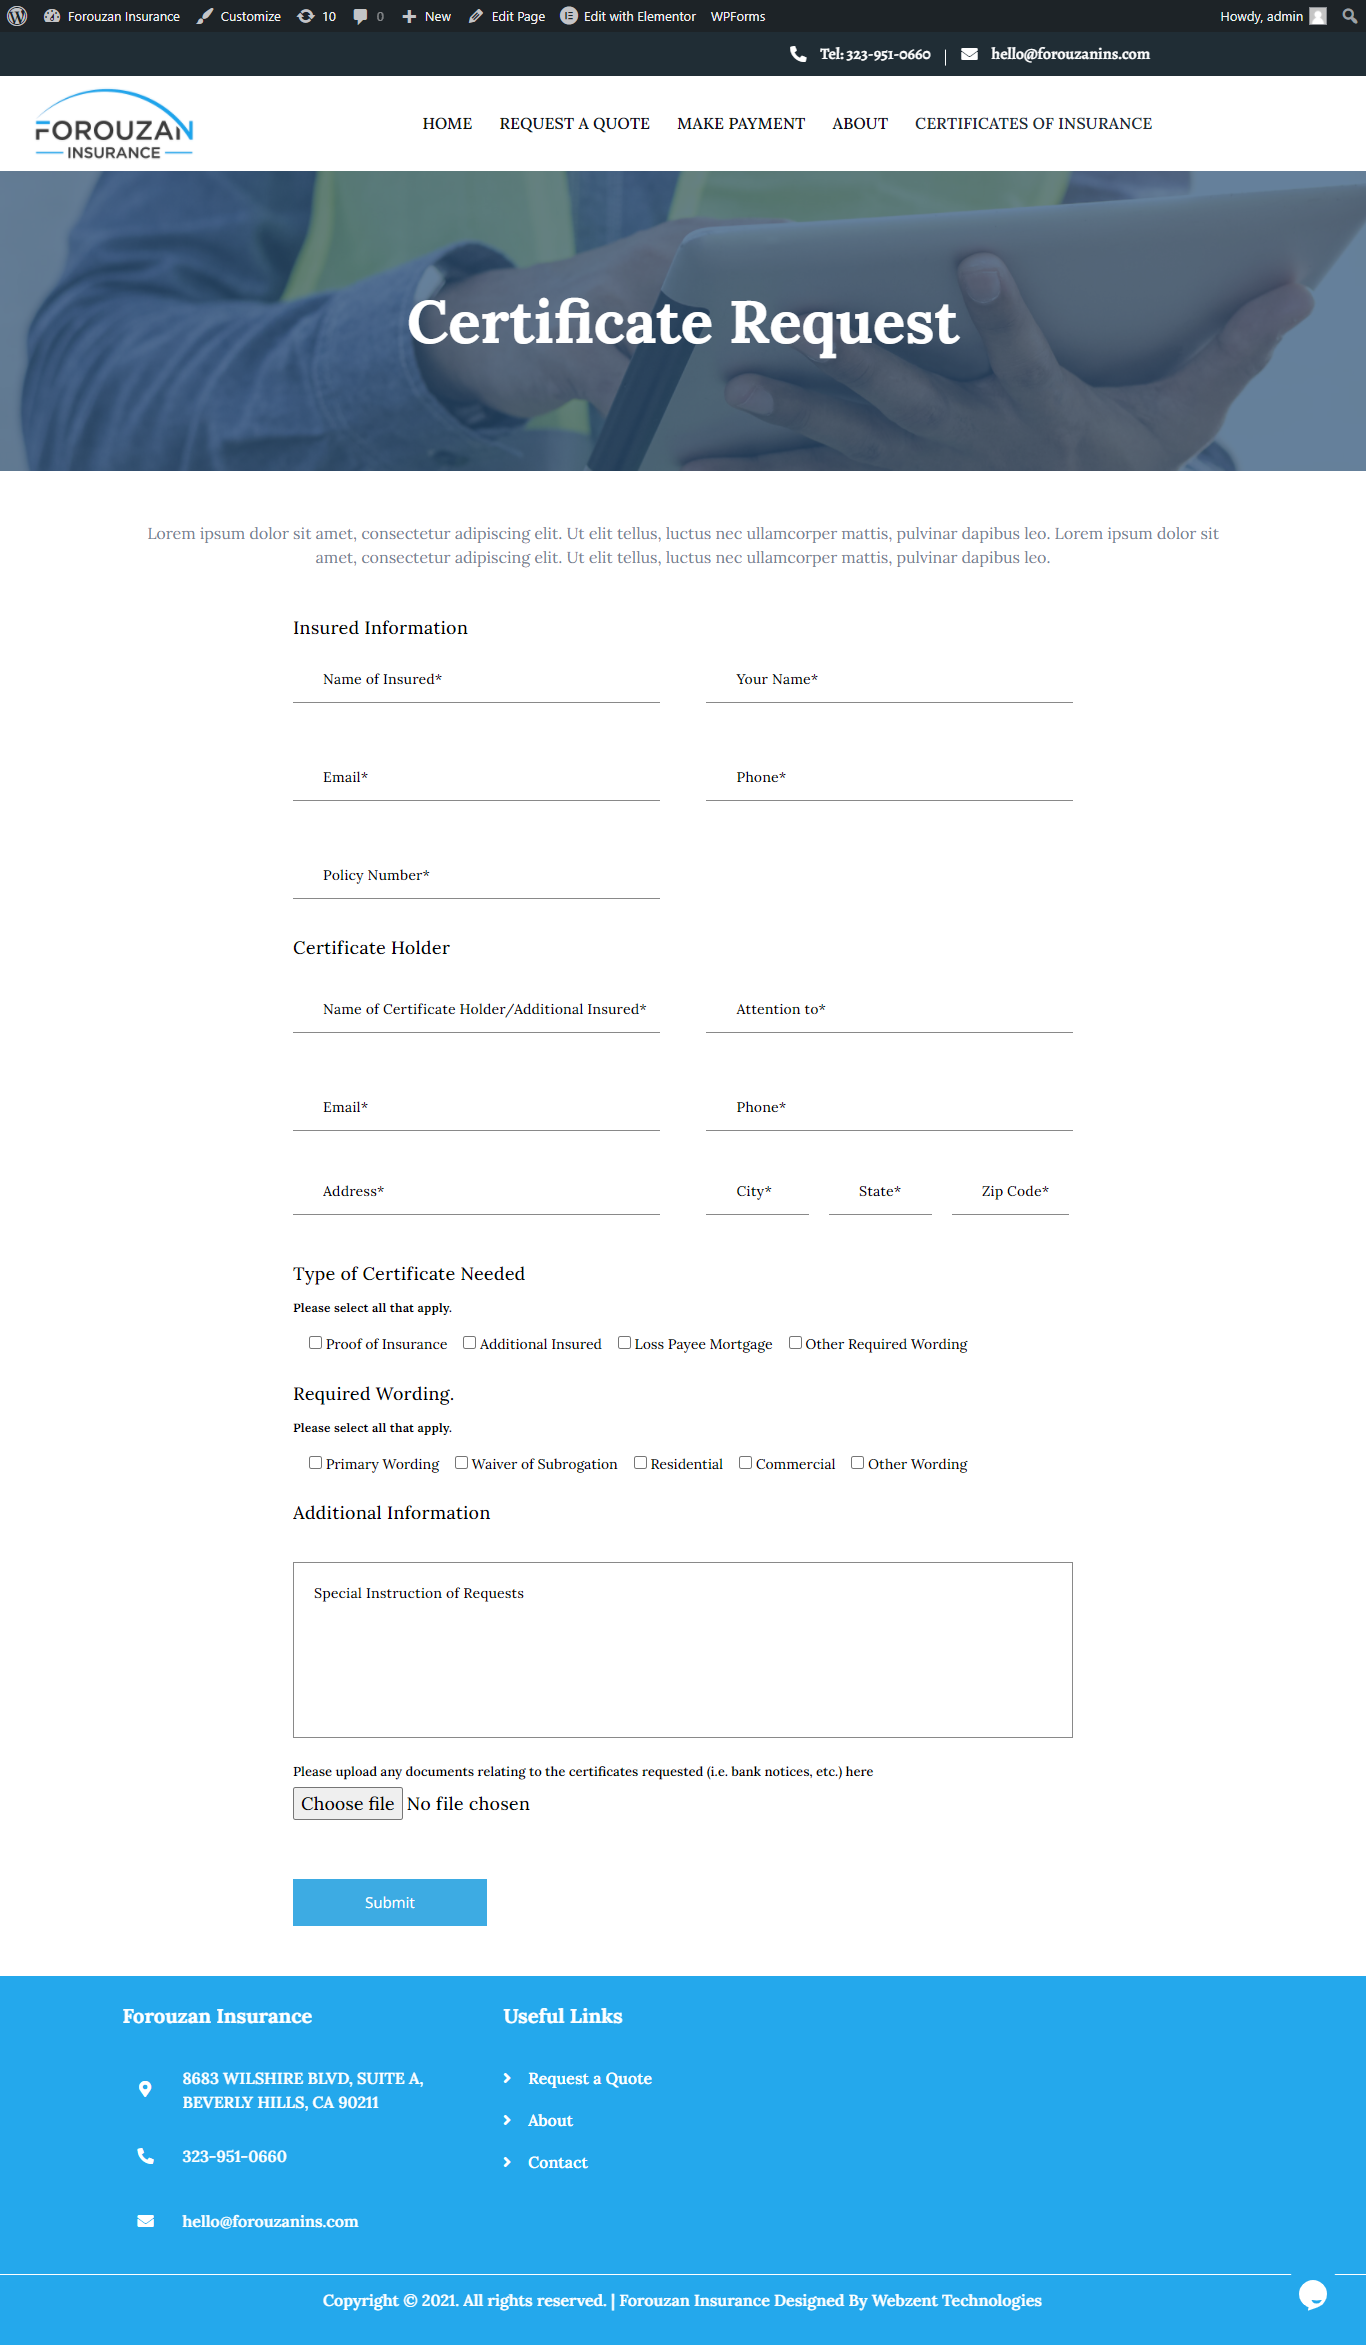 Forouzan Insurance Customize 10 0 New Edit Page Edit with Elementor WPForms Howdy, admin
Tel: 323-951-0660 hello@forouzanins.com
FOROUZAN
INSURANCE
HOME REQUEST A QUOTE MAKE PAYMENT ABOUT CERTIFICATES OF INSURANCE
Certificate Request
Lorem ipsum dolor sit amet, consectetur adipiscing elit. Ut elit tellus, luctus nec ullamcorper mattis, pulvinar dapibus leo. Lorem ipsum dolor sit
amet, consectetur adipiscing elit. Ut elit tellus, luctus nec ullamcorper mattis, pulvinar dapibus leo.
Insured Information
Name of Insured* Your Name*
Email* Phone*
Policy Number*
Certificate Holder
Name of Certificate Holder/Additional Insured* Attention to*
Email* Phone*
Address* City* State* Zip Code*
Type of Certificate Needed
Please select all that apply.
Proof of Insurance Additional Insured Loss Payee Mortgage Other Required Wording
Required Wording.
Please select all that apply.
Primary Wording Waiver of Subrogation Residential Commercial Other Wording
Additional Information
Special Instruction of Requests
Please upload any documents relating to the certificates requested (i.e. bank notices, etc.) here
Choose file No file chosen
Submit
Forouzan Insurance
8683 WILSHIRE BLVD, SUITE A,
BEVERLY HILLS, CA 90211
323-951-0660
hello@forouzanins.com
Useful Links
Request a Quote
About
Contact
Copyright © 2021. All rights reserved. | Forouzan Insurance Designed By Webzent Technologies